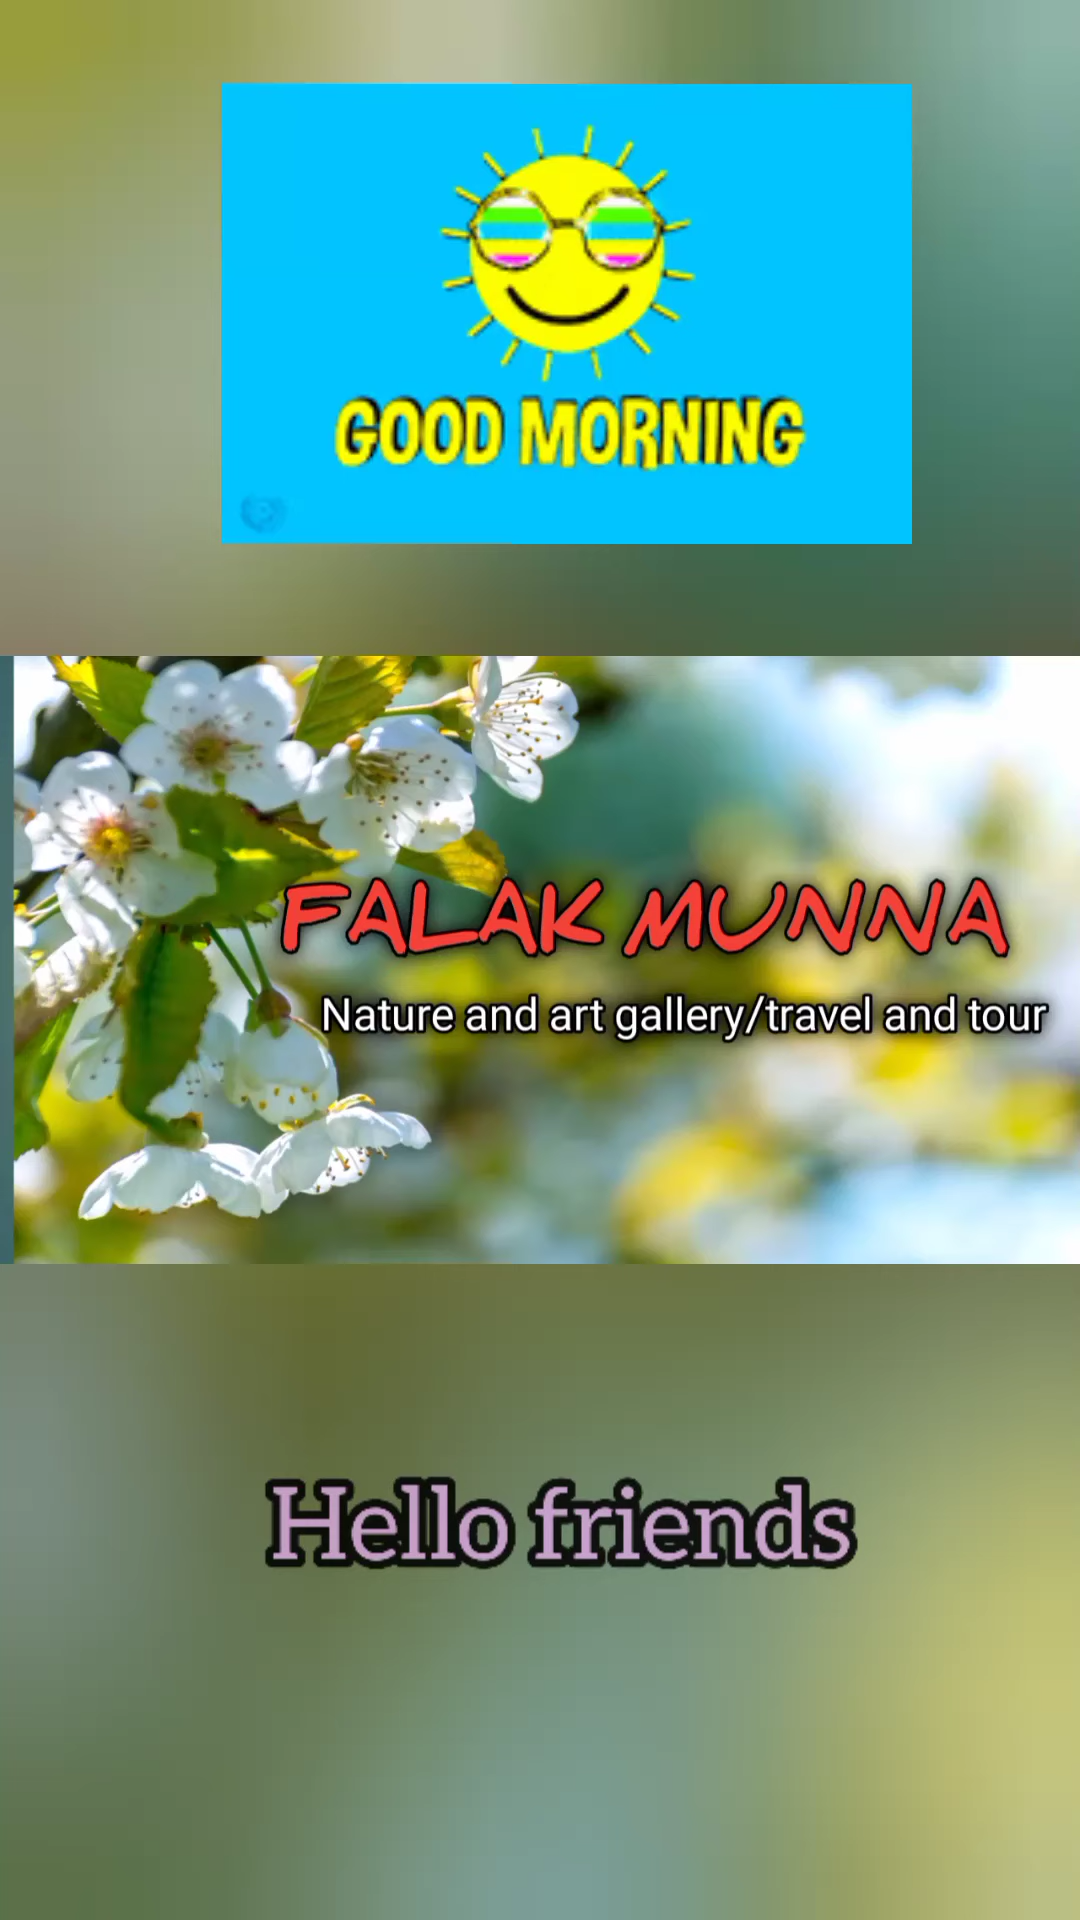 GOOD MORNING
FALAK MUNNA
Nature and art gallery/travel and tour
Hello friends